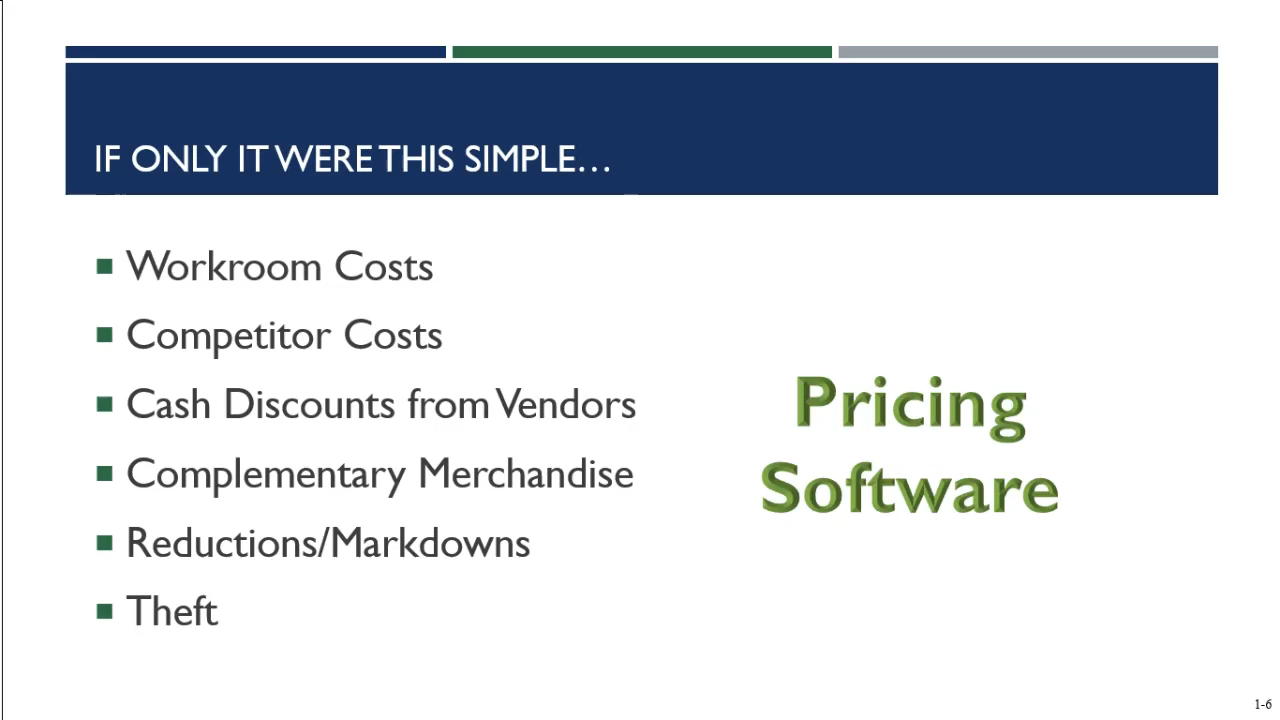 IF ONLY IT WERE THIS SIMPLE…
Workroom Costs
Competitor Costs
Cash Discounts from Vendors
Complementary Merchandise
Reductions/Markdowns
Theft
Pricing
Software
1-6